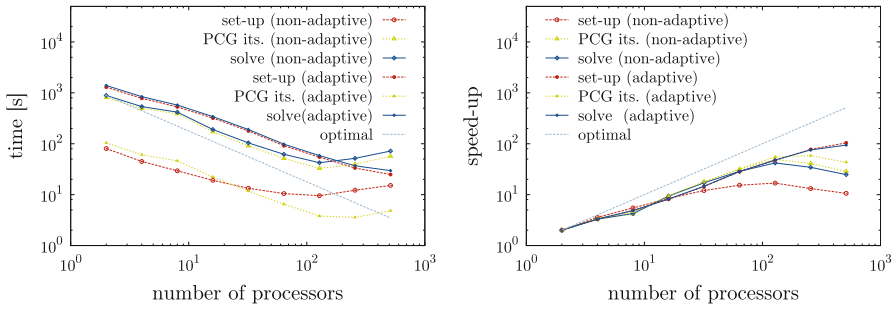 10^4
10^3
10^2
10^1
10^0
time [s]
set-up (non-adaptive)
PCG its. (non-adaptive)
solve (non-adaptive)
set-up (adaptive)
PCG its. (adaptive)
solve(adaptive)
optimal
10^0
10^1
10^2
10^3
number of processors
10^4
10^3
10^2
10^1
10^0
speed-up
set-up (non-adaptive)
PCG its. (non-adaptive)
solve (non-adaptive)
set-up (adaptive)
PCG its. (adaptive)
solve (adaptive)
optimal
10^0
10^1
10^2
10^3
number of processors